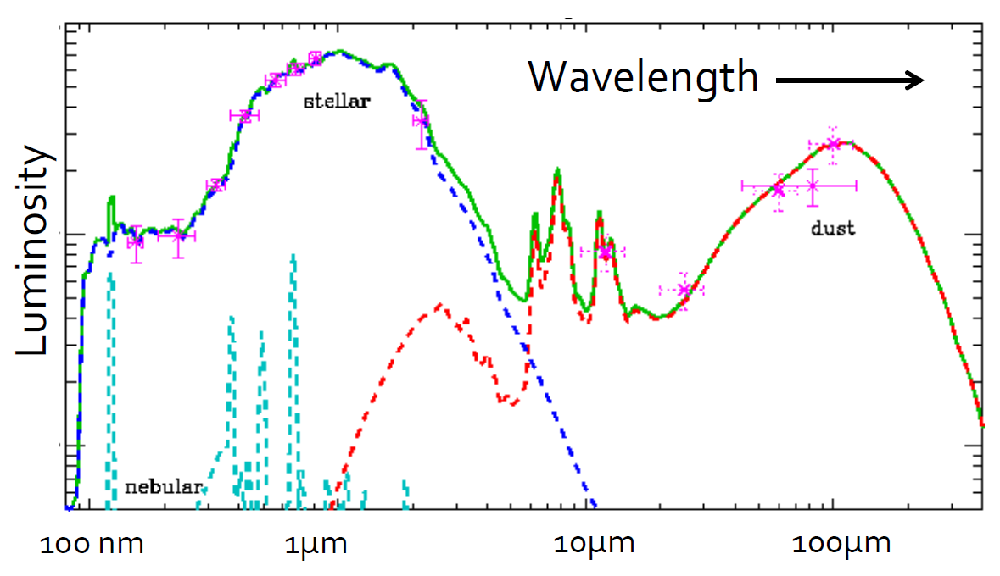 Wavelength
stellar
Luminosity
dust
nebular
100 nm
1µm
10µm
100µm